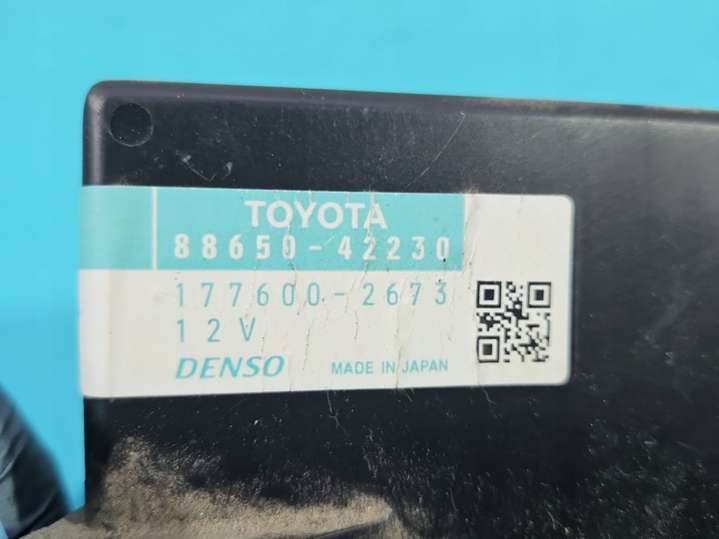 TOYOTA
88650-42230
177600-2673
12V
DENSO MADE IN JAPAN